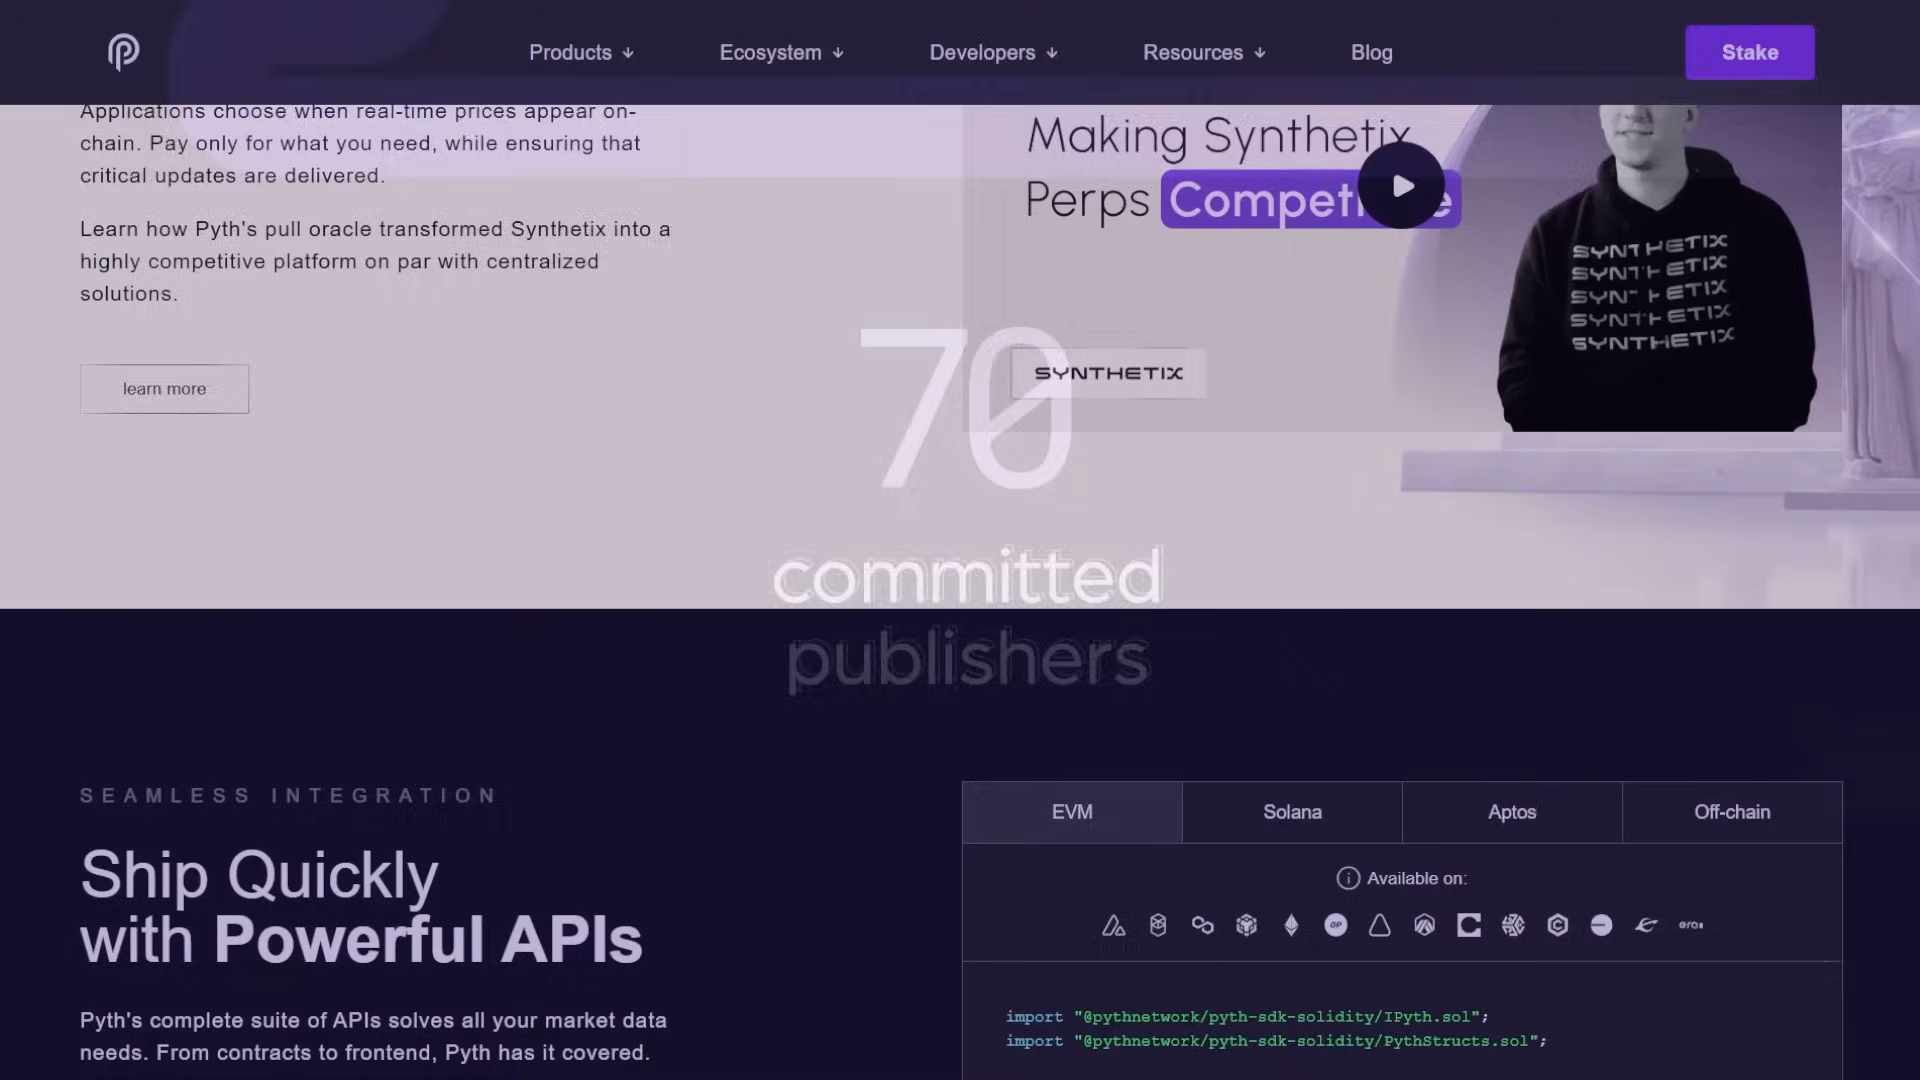 Products
Ecosystem
Developers
Resources
Blog
Stake
Applications choose when real-time prices appear on-
chain. Pay only for what you need, while ensuring that
critical updates are delivered.
Learn how Pyth's pull oracle transformed Synthetix into a
highly competitive platform on par with centralized
solutions.
learn more
Making Synthetix
Perps
SYNTHETIX
SYNTHETIX
SYNTHETIX
SYNTHETIX
SYNTHETIX
SYNTHETIX
70
committed
publishers
SEAMLESS INTEGRATION
Ship Quickly
with Powerful APIs
Pyth's complete suite of APIs solves all your market data
needs. From contracts to frontend, Pyth has it covered.
EVM
Solana
Aptos
Off-chain
Available on:
OP
import "@pythnetwork/pyth-sdk-solidity/IPyth.sol";
import "@pythnetwork/pyth-sdk-solidity/PythStructs.sol";